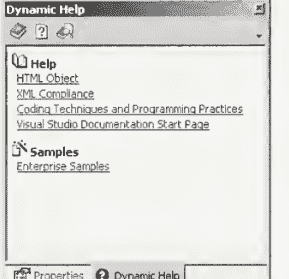 Dynamic Help
Help
HTML Object
XML Compliance
Coding Techniques and Programming Practices
Visual Studio Documentation Start Page
Samples
Enterprise Samples
Properties
Dynamic Help